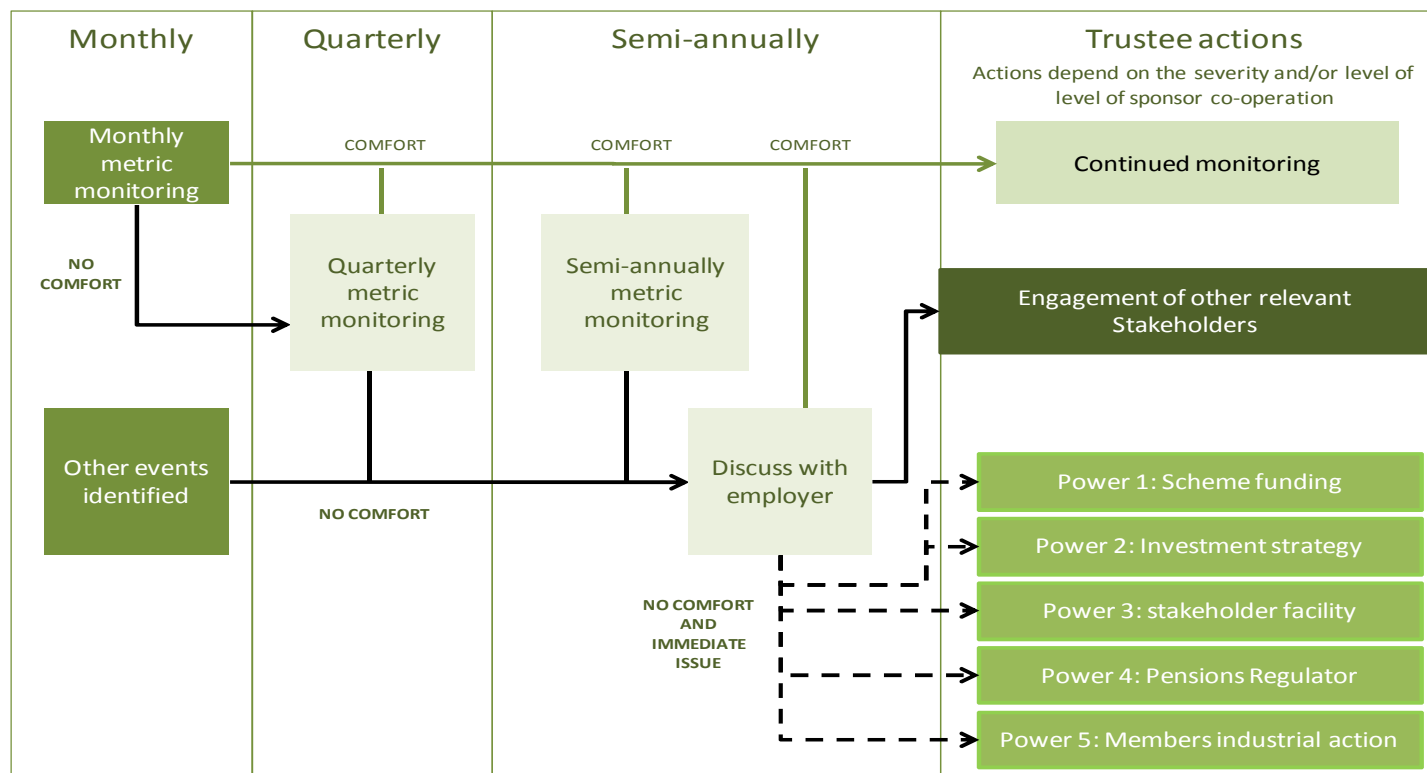 Monthly
Quarterly
Semi-annually
Trustee actions
Actions depend on the severity and/or level of
level of sponsor co-operation
Monthly
metric
monitoring
COMFORT
COMFORT
COMFORT
Continued monitoring
NO
COMFORT
Quarterly
metric
monitoring
Semi-annually
metric
monitoring
Engagement of other relevant
Stakeholders
Other events
identified
NO COMFORT
Discuss with
employer
NO COMFORT
AND
IMMEDIATE
ISSUE
Power 1: Scheme funding
Power 2: Investment strategy
Power 3: stakeholder facility
Power 4: Pensions Regulator
Power 5: Members industrial action